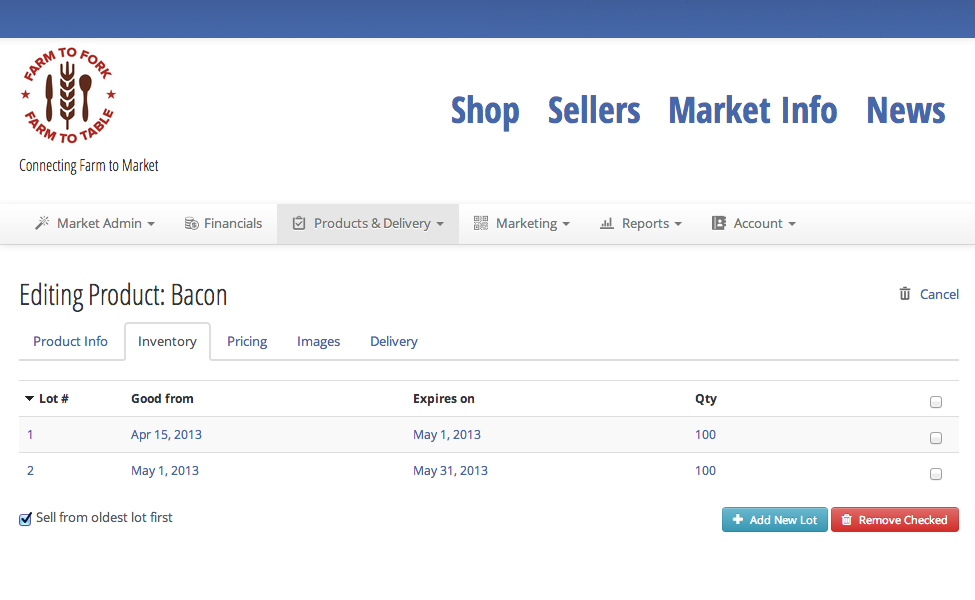 FARM TO FORK
FARM TO TABLE
Connecting Farm to Market
Shop Sellers Market Info News
Market Admin Financials Products & Delivery Marketing Reports Account
Editing Product: Bacon
Cancel
Product Info Inventory Pricing Images Delivery
Lot # Good from Expires on Qty
1 Apr 15, 2013 May 1, 2013 100
2 May 1, 2013 May 31, 2013 100
Sell from oldest lot first
Add New Lot Remove Checked